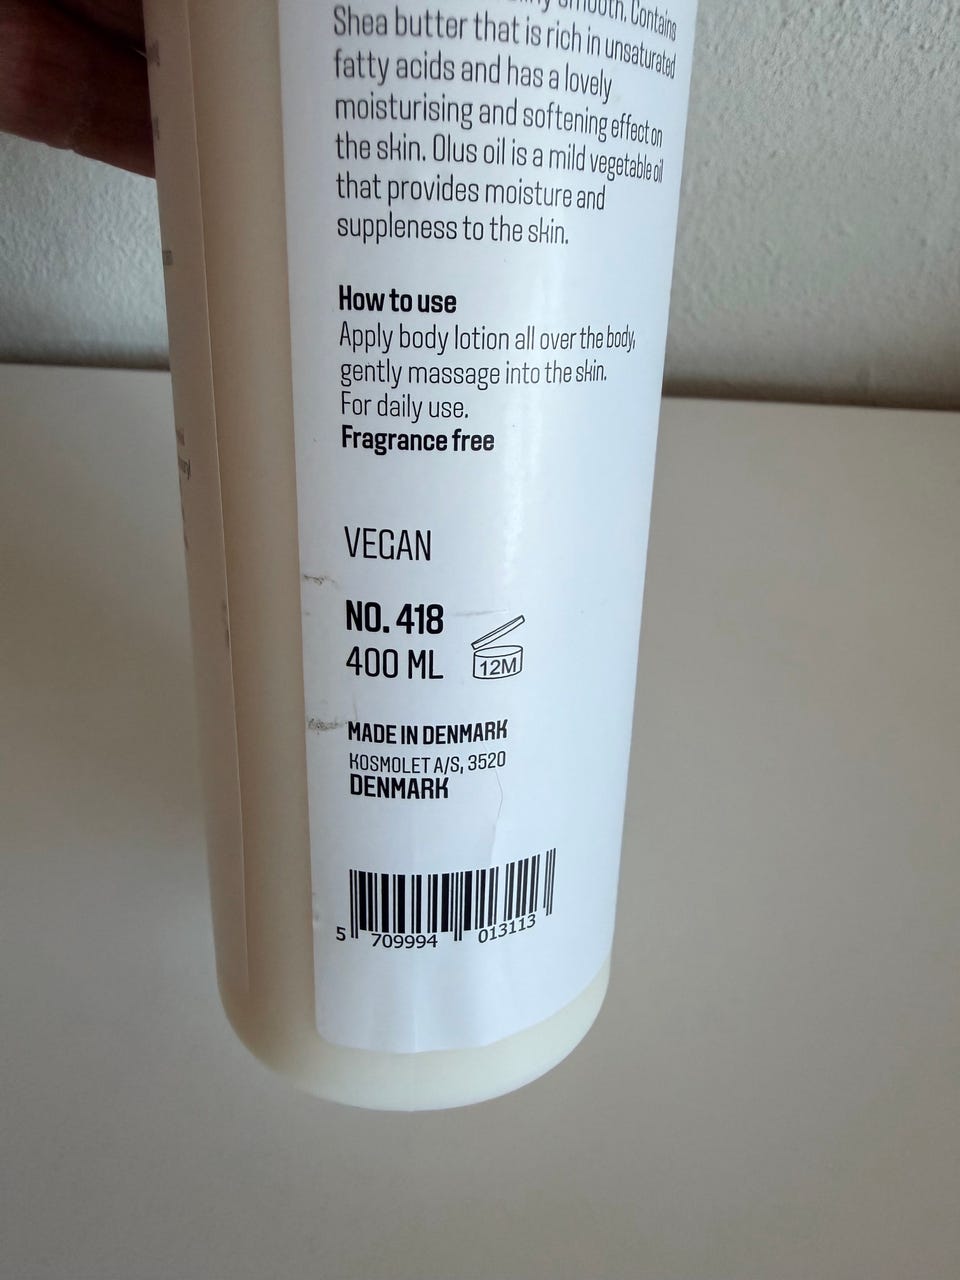 smooth. Contains
Shea butter that is rich in unsaturated
fatty acids and has a lovely
moisturising and softening effect on
the skin. Olus oil is a mild vegetable oil
that provides moisture and
suppleness to the skin.
How to use
Apply body lotion all over the body,
gently massage into the skin.
For daily use.
Fragrance free
VEGAN
NO. 418
400 ML
12M
MADE IN DENMARK
KOSMOLET A/S, 3520
DENMARK
5 709994 013113